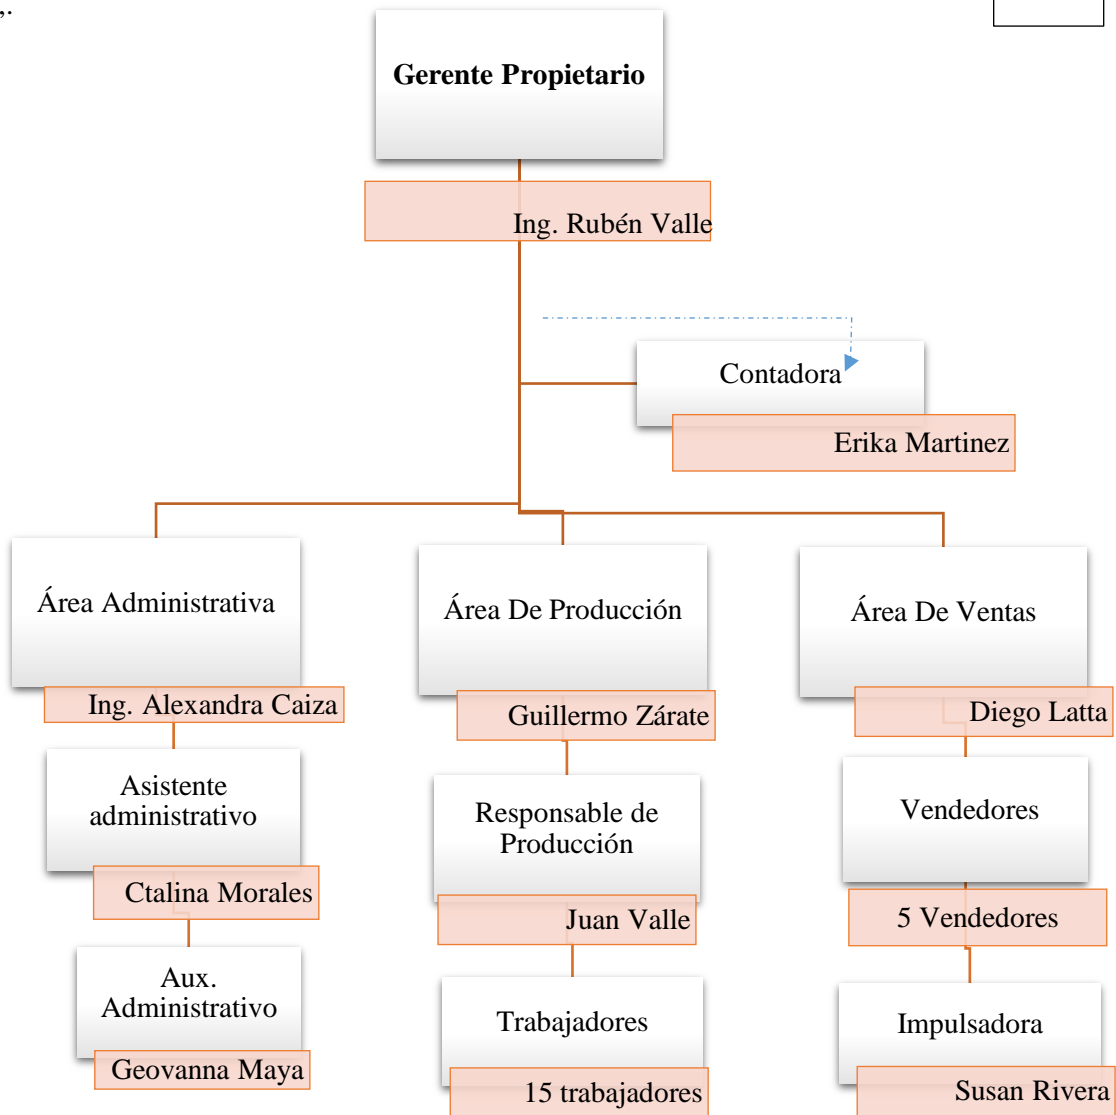 ,.
Gerente Propietario
Ing. Rubén Valle
Contadora
Erika Martinez
Área Administrativa
Ing. Alexandra Caiza
Asistente
administrativo
Ctalina Morales
Aux.
Administrativo
Geovanna Maya
Área De Producción
Guillermo Zárate
Responsable de
Producción
Juan Valle
Trabajadores
15 trabajadores
Área De Ventas
Diego Latta
Vendedores
5 Vendedores
Impulsadora
Susan Rivera